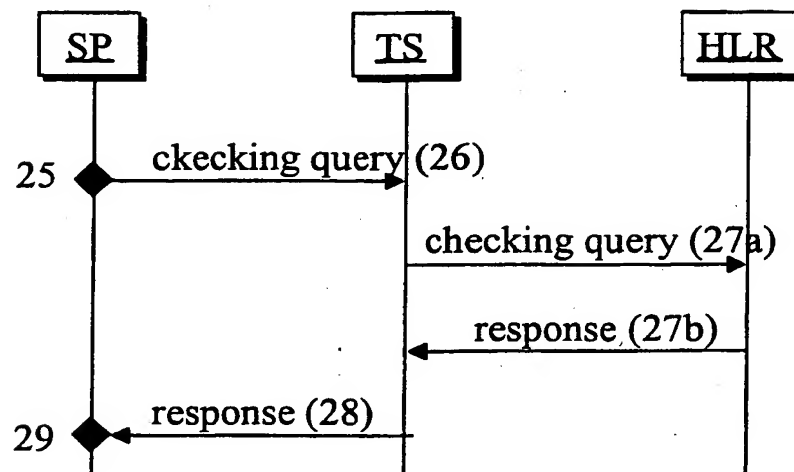 SP TS HLR
25 ckecking query (26)
checking query (27a)
response (27b)
29 response (28)